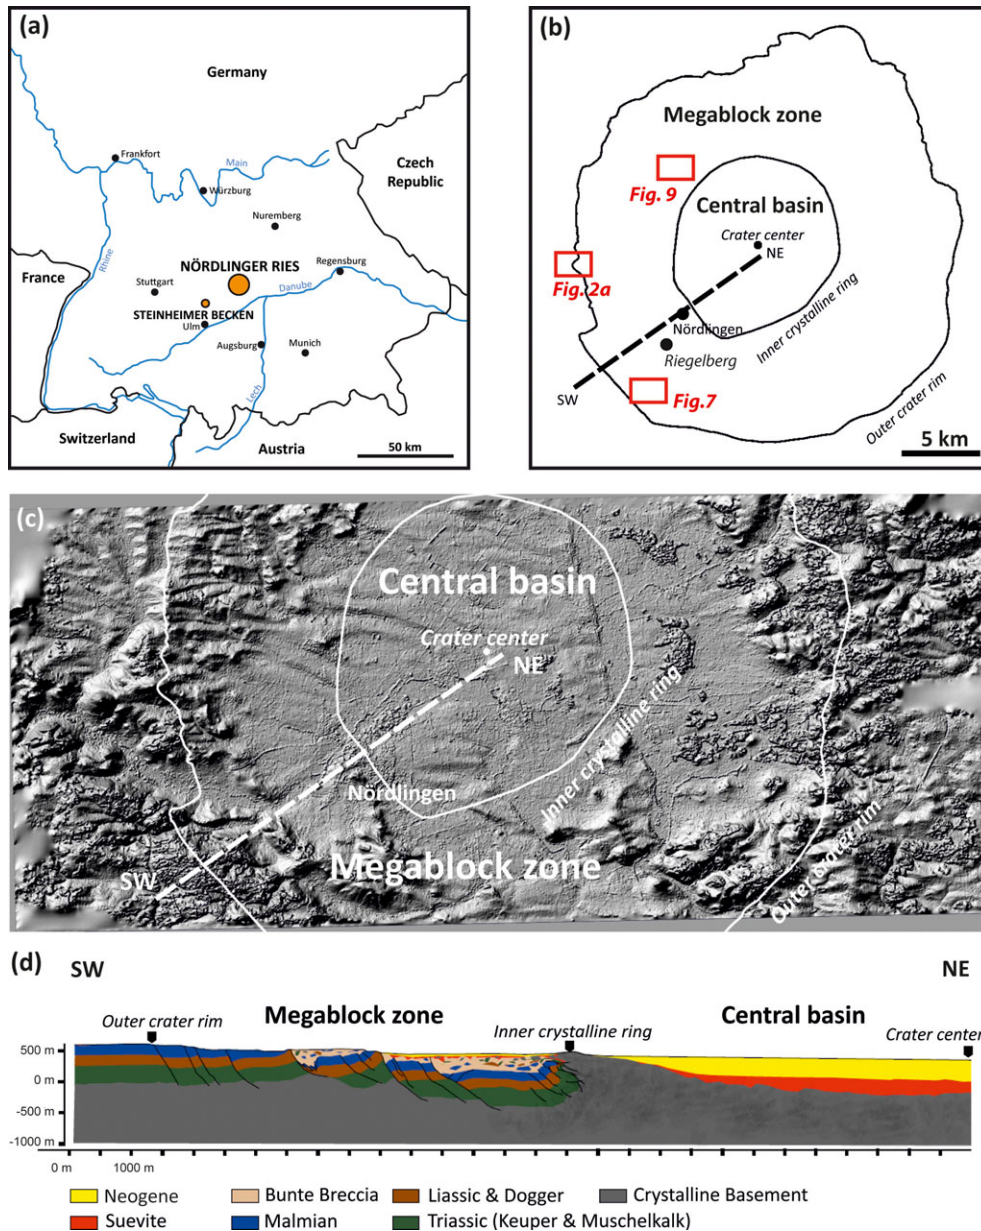 (a)
Germany
Frankfort
Main
Czech
Republic
Würzburg
Nuremberg
Rhine
France
NÖRDLINGER RIES
Regensburg
Stuttgart
Danube
STEINHEIMER BECKEN
Ulm
Augsburg
Munich
Lech
Switzerland
Austria
50 km
(b)
Megablock zone
Fig. 9
Central basin
Crater center
NE
Fig.2a
Nördlingen
Inner crystalline ring
Riegelberg
SW
Fig.7
Outer crater rim
5 km
(c)
Central basin
Crater center
NE
Inner crystalline ring
Nördlingen
Megablock zone
SW
Outer crater rim
(d)
SW
NE
Outer crater rim
Megablock zone
Inner crystalline ring
Central basin
Crater center
500 m
0 m
-500 m
-1000 m
0 m
1000 m
Neogene
Bunte Breccia
Liassic & Dogger
Crystalline Basement
Suevite
Malmian
Triassic (Keuper & Muschelkalk)